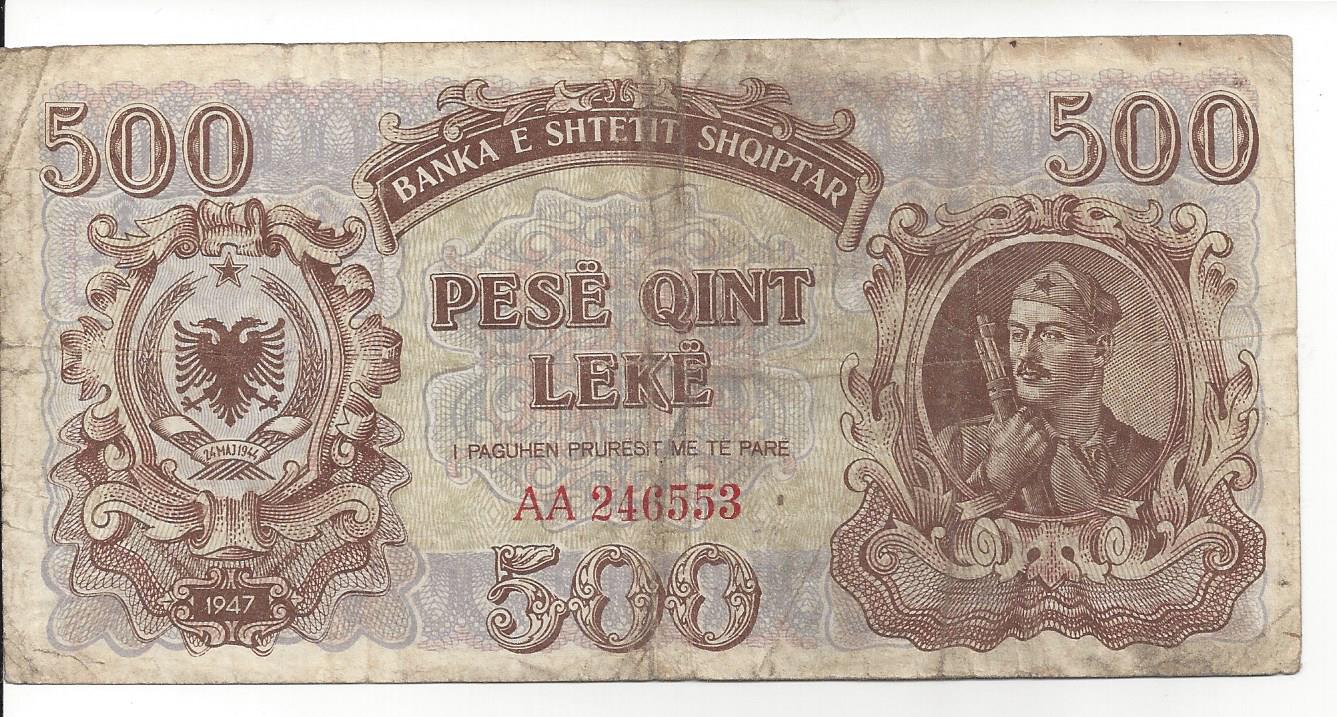 500
500
BANKA E SHTETIT SHQIPTAR
PESË QINT
LEKË
I PAGUHEN PRURESIT ME TE PARE
AA 246553
24 MAJ 1944
500
1947